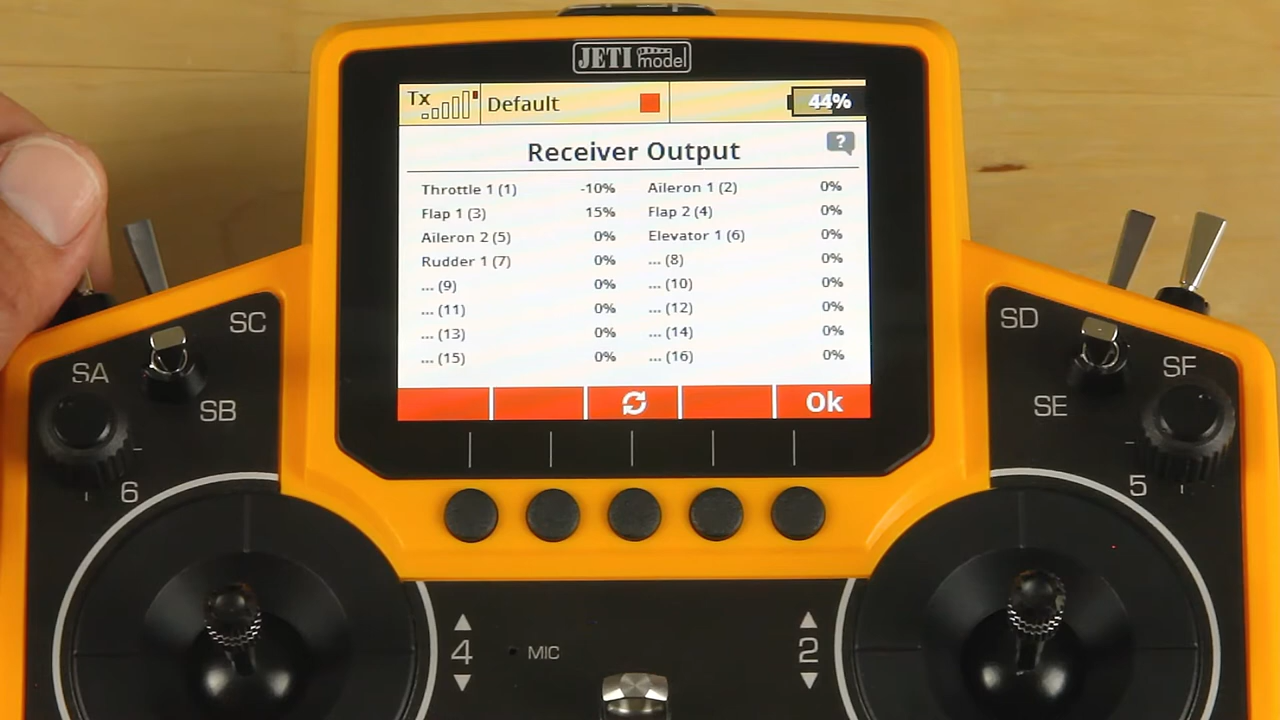 JETI model
Tx Default 44%
Receiver Output ?
Throttle 1 (1) -10% Aileron 1 (2) 0%
Flap 1 (3) 15% Flap 2 (4) 0%
Aileron 2 (5) 0% Elevator 1 (6) 0%
Rudder 1 (7) 0% ... (8) 0%
... (9) 0% ... (10) 0%
... (11) 0% ... (12) 0%
... (13) 0% ... (14) 0%
... (15) 0% ... (16) 0%
Ok
SC
SD
SA
SF
SB
SE
6
5
4
MIC
2